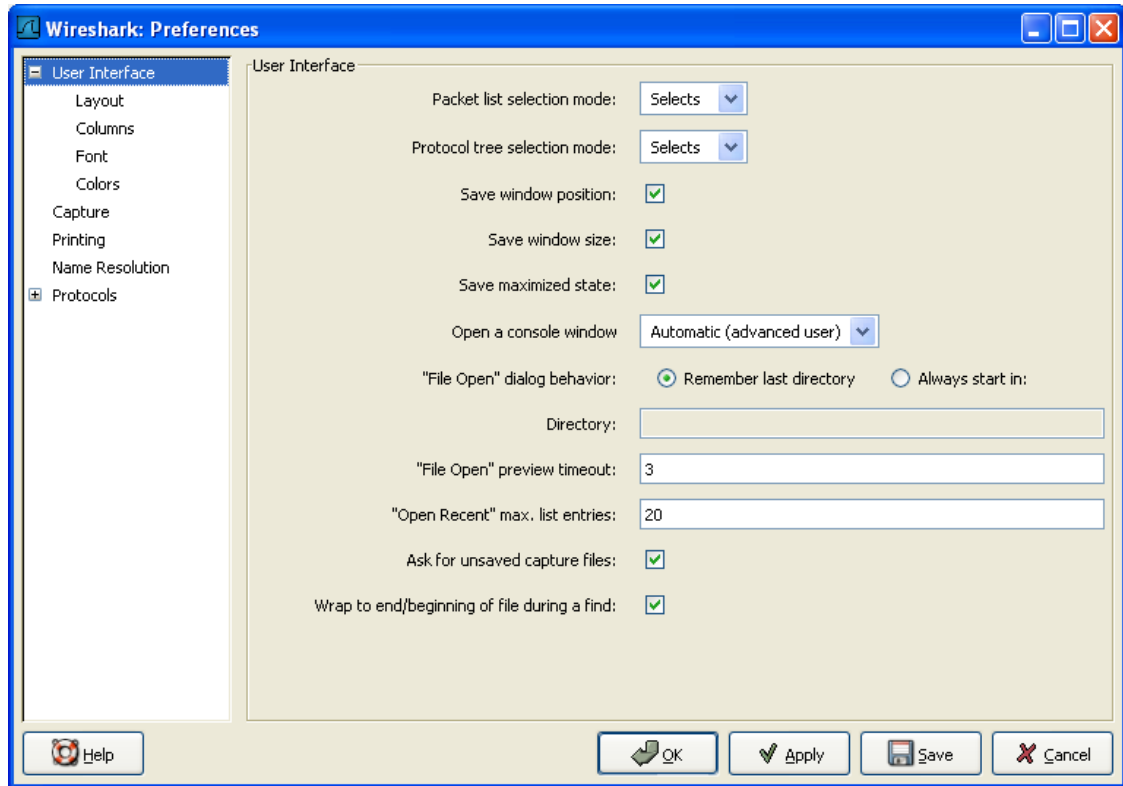 Wireshark: Preferences
User Interface
Layout
Columns
Font
Colors
Capture
Printing
Name Resolution
Protocols
User Interface
Packet list selection mode: Selects
Protocol tree selection mode: Selects
Save window position:
Save window size:
Save maximized state:
Open a console window Automatic (advanced user)
"File Open" dialog behavior: Remember last directory Always start in:
Directory:
"File Open" preview timeout: 3
"Open Recent" max. list entries: 20
Ask for unsaved capture files:
Wrap to end/beginning of file during a find:
Help OK Apply Save Cancel